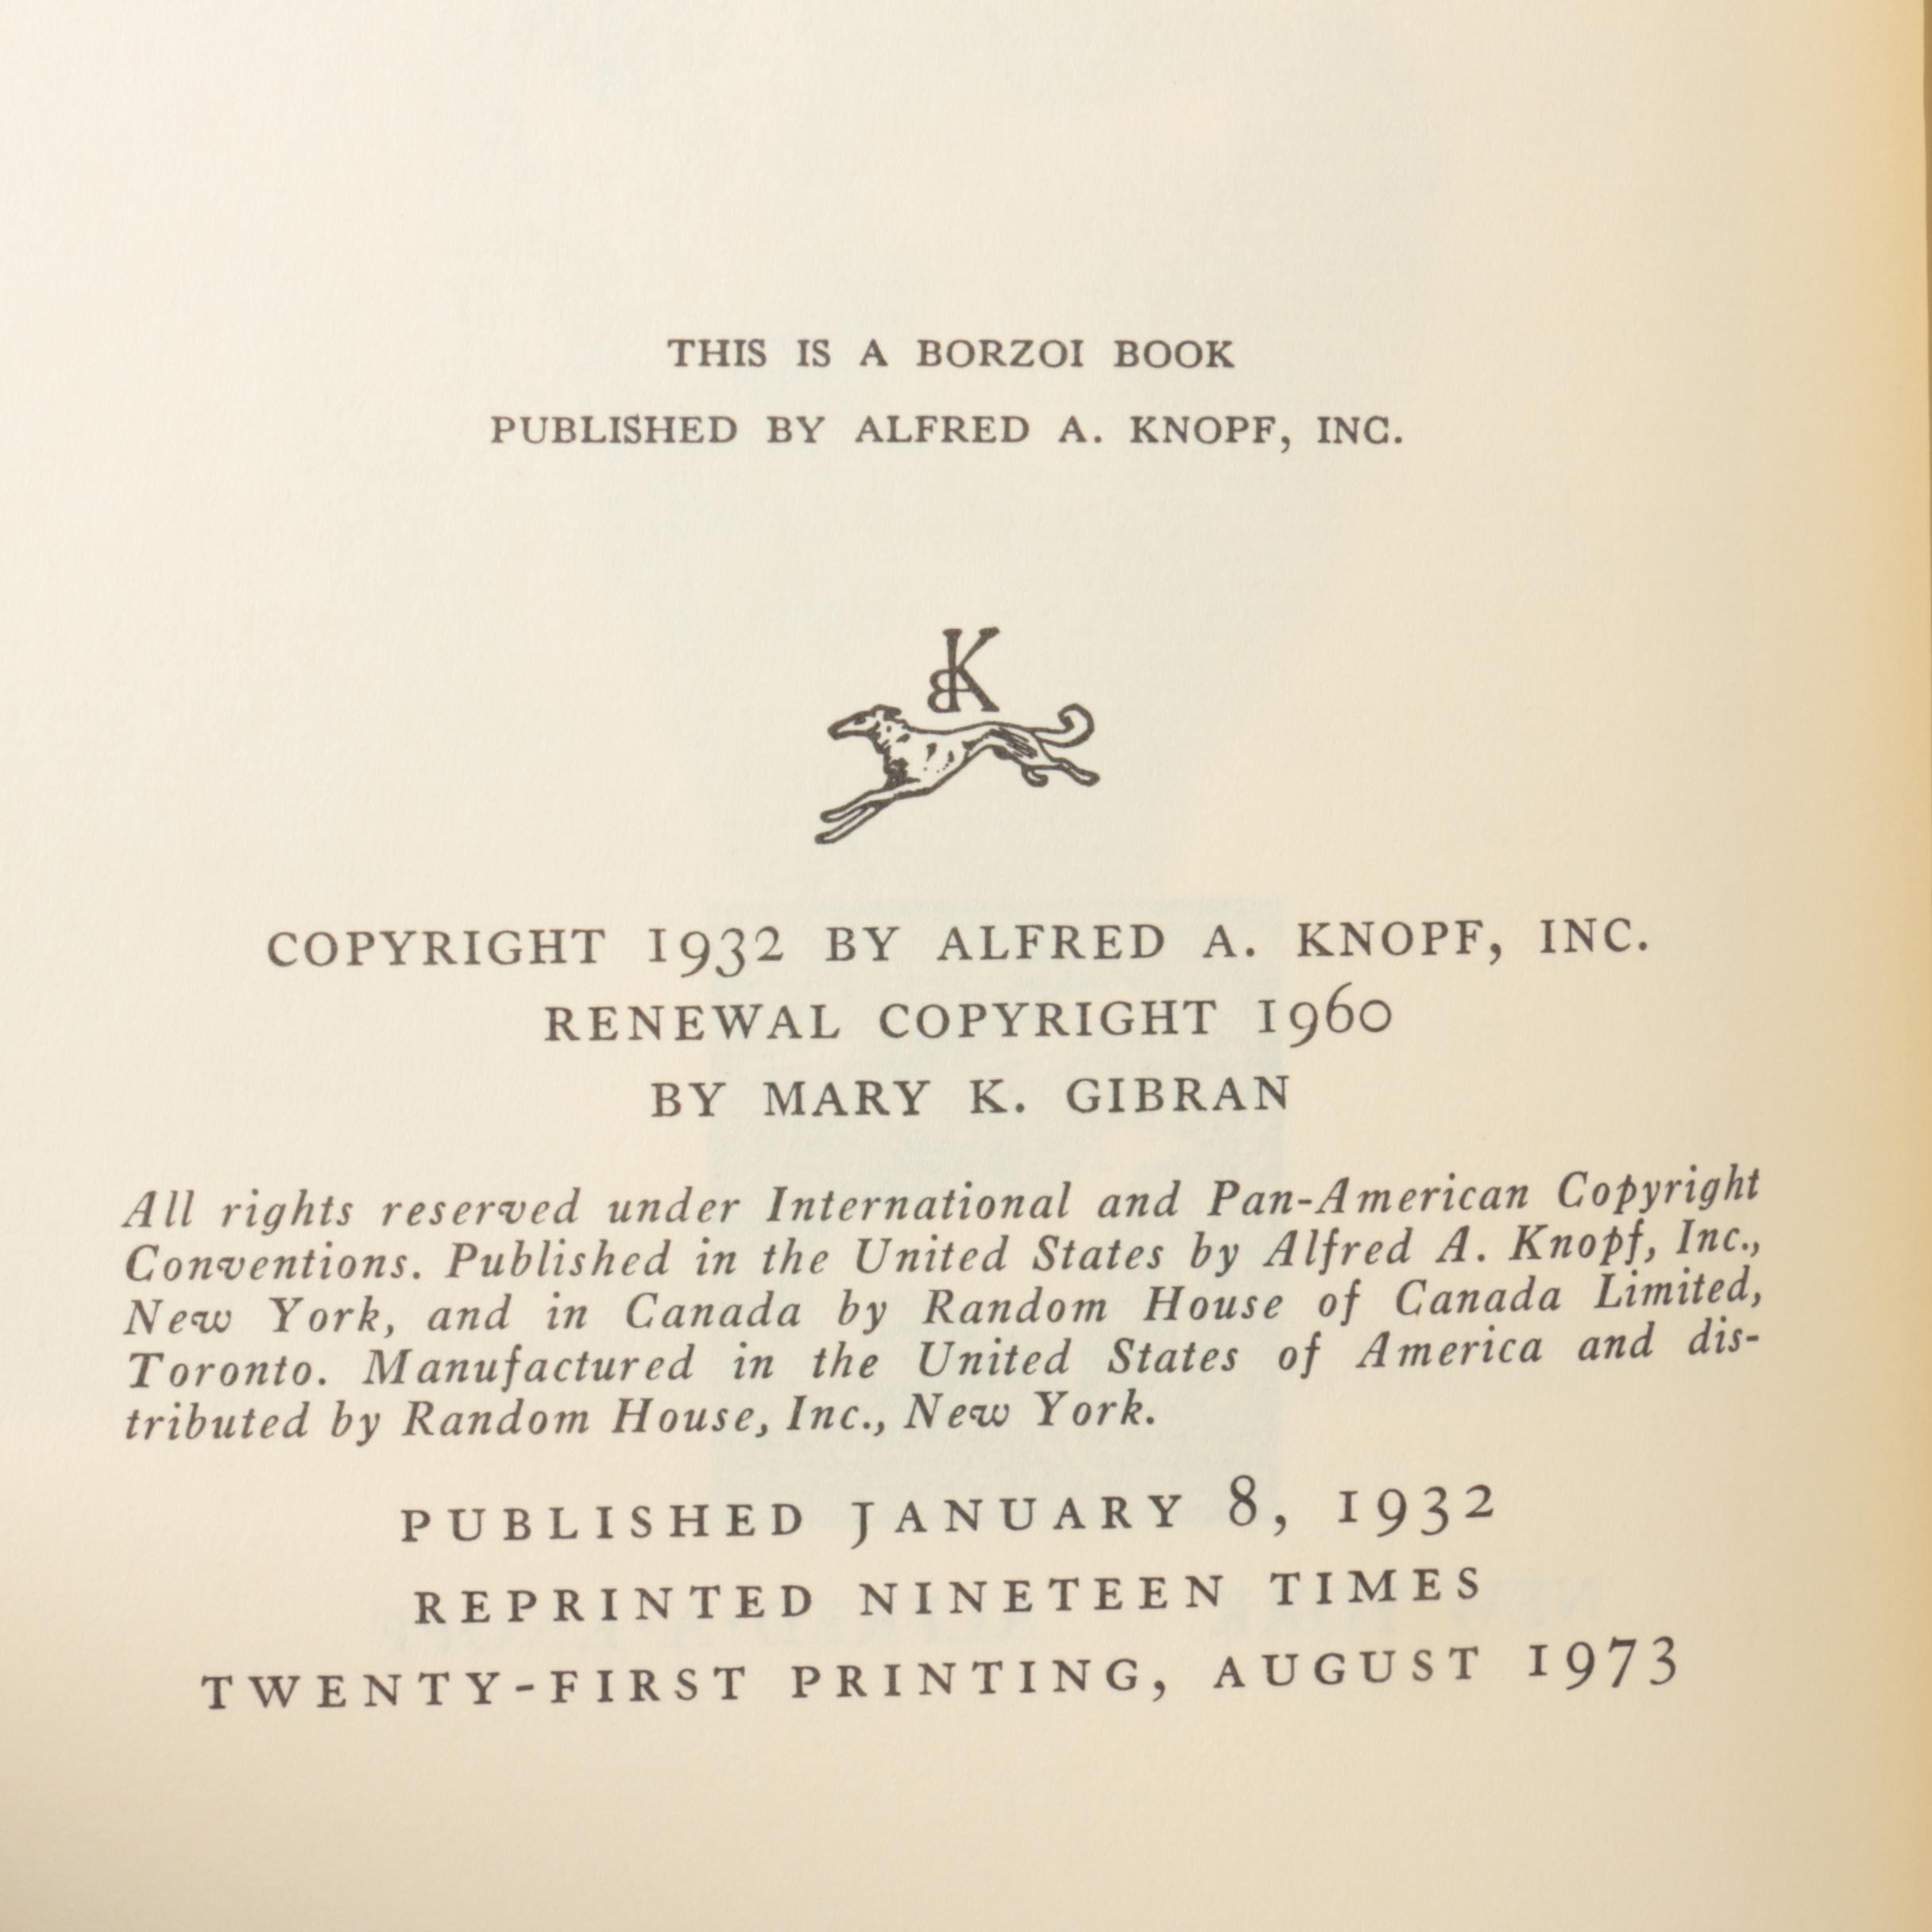 THIS IS A BORZOI BOOK
PUBLISHED BY ALFRED A. KNOPF, INC.
BK
COPYRIGHT 1932 BY ALFRED A. KNOPF, INC.
RENEWAL COPYRIGHT 1960
BY MARY K. GIBRAN
All rights reserved under International and Pan-American Copyright
Conventions. Published in the United States by Alfred A. Knopf, Inc.,
New York, and in Canada by Random House of Canada Limited,
Toronto. Manufactured in the United States of America and dis-
tributed by Random House, Inc., New York.
PUBLISHED JANUARY 8, 1932
REPRINTED NINETEEN TIMES
TWENTY-FIRST PRINTING, AUGUST 1973